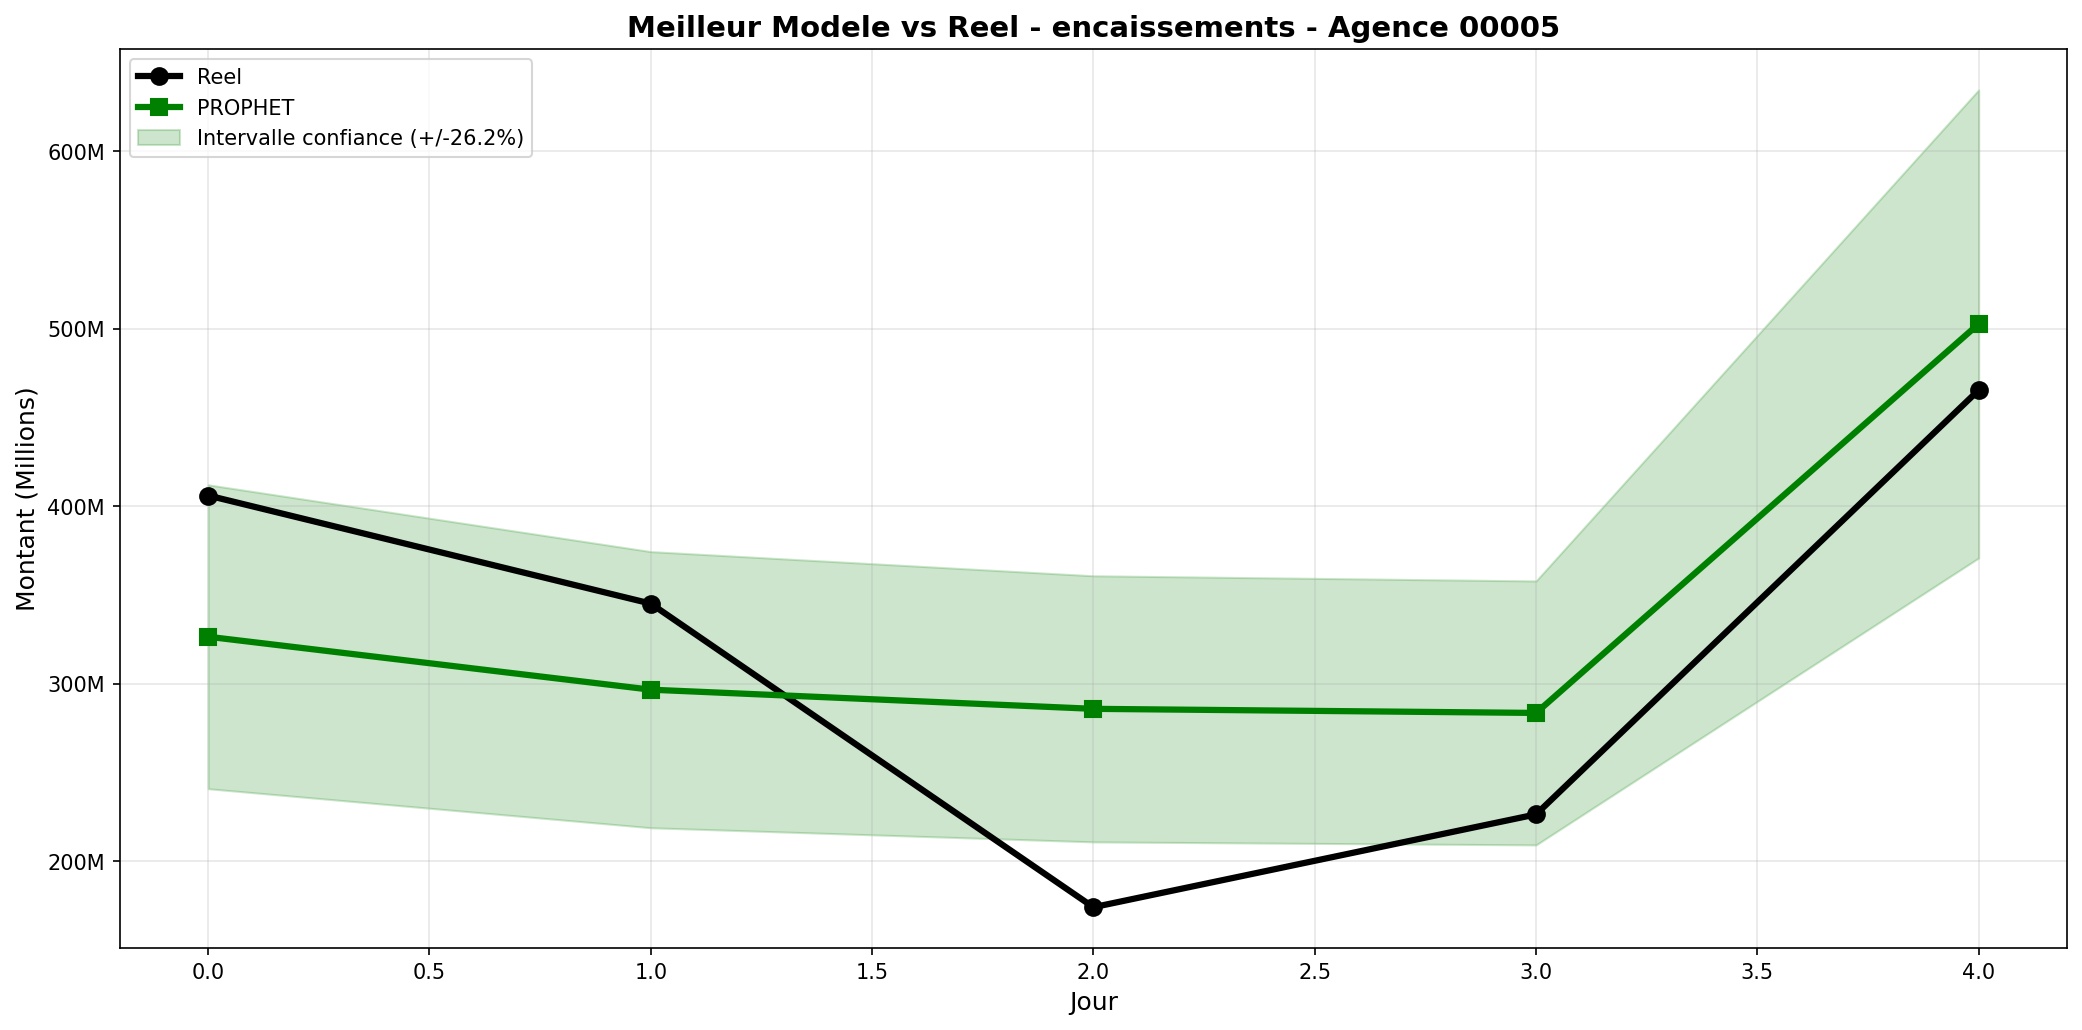 Meilleur Modele vs Reel - encaissements - Agence 00005
Reel
PROPHET
Intervalle confiance (+/-26.2%)
Montant (Millions)
600M
500M
400M
300M
200M
0.0 0.5 1.0 1.5 2.0 2.5 3.0 3.5 4.0
Jour